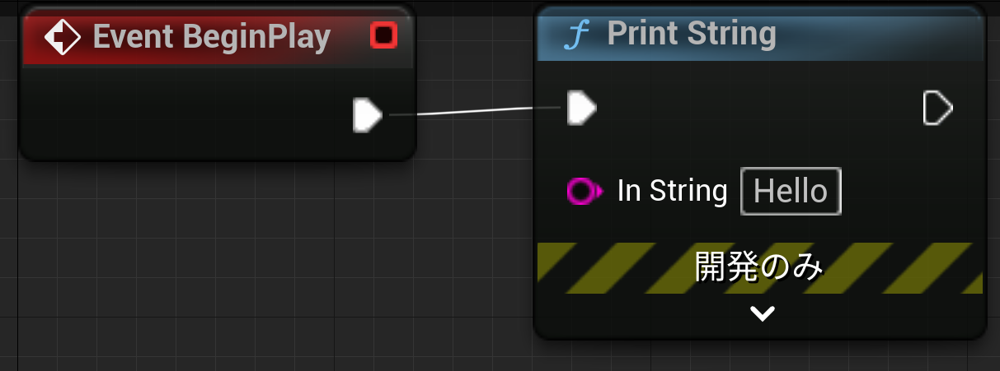 Event BeginPlay
Print String
In String
Hello
開発のみ